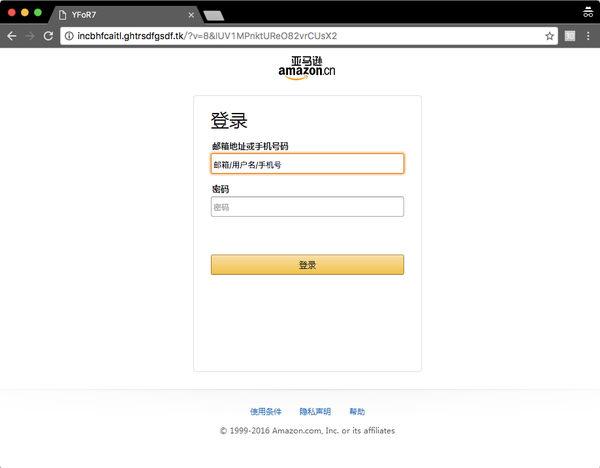 YFoR7
incbhfcaitl.ghtrsdfgsdf.tk/?v=8&iUV1MPnktUReO82vrCUsX2
亚马逊
amazon.cn
登录
邮箱地址或手机号码
邮箱/用户名/手机号
密码
密码
登录
使用条件 隐私声明 帮助
© 1999-2016 Amazon.com, Inc. or its affiliates